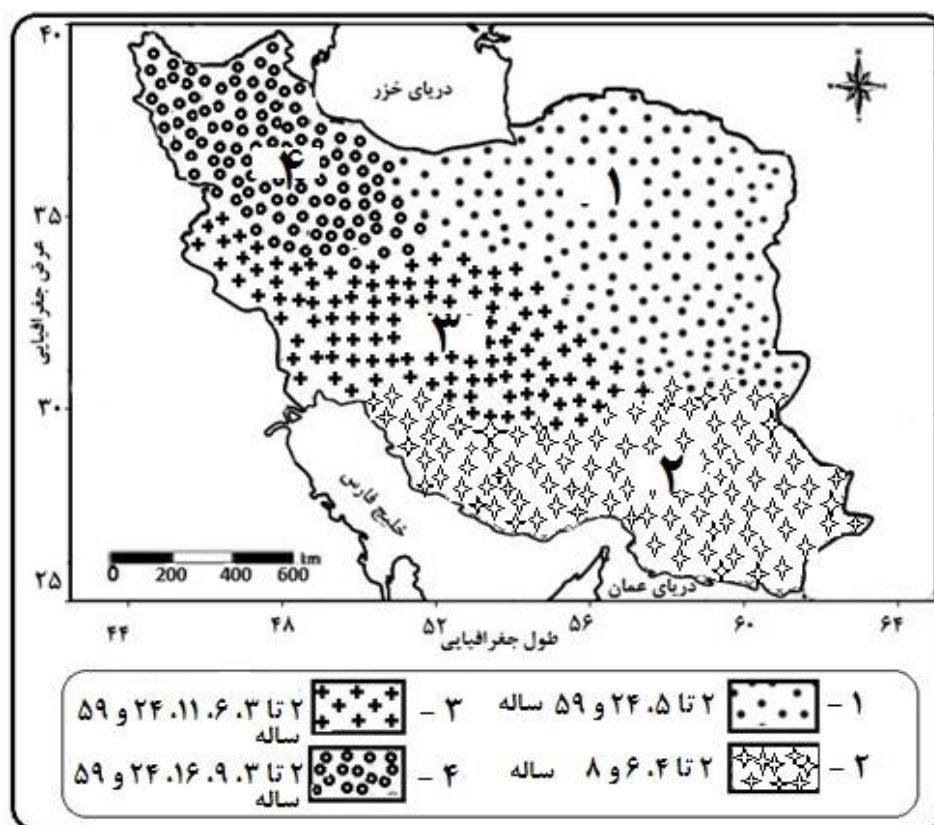 ۴۰
۳۵
۳۰
۲۵
عرض جغرافیایی
دریای خزر
۴
۱
۳
۲
خلیج فارس
دریای عمان
km
0 200 400 600
۴۴ ۴۸ ۵۲ ۵۶ ۶۰ ۶۴
طول جغرافیایی
۱ - ۲ تا ۵، ۲۴ و ۵۹ ساله
۲ - ۲ تا ۴، ۶ و ۸ ساله
۳ - ۲ تا ۳، ۶، ۱۱، ۲۴ و ۵۹
ساله
۴ - ۲ تا ۳، ۹، ۱۶، ۲۴ و ۵۹
ساله